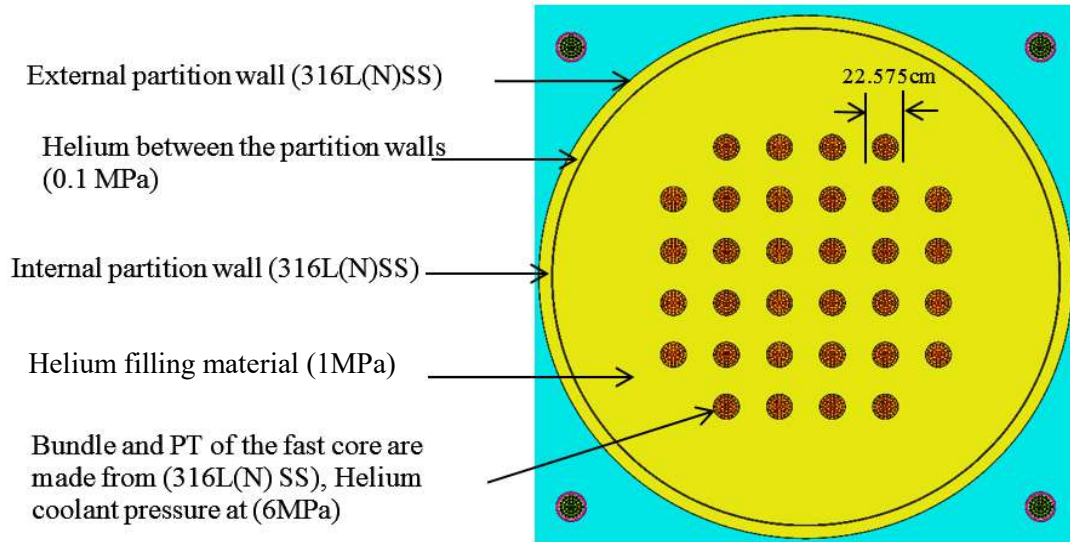 External partition wall (316L(N)SS)
22.575cm
Helium between the partition walls
(0.1 MPa)
Internal partition wall (316L(N)SS)
Helium filling material (1MPa)
Bundle and PT of the fast core are
made from (316L(N) SS), Helium
coolant pressure at (6MPa)